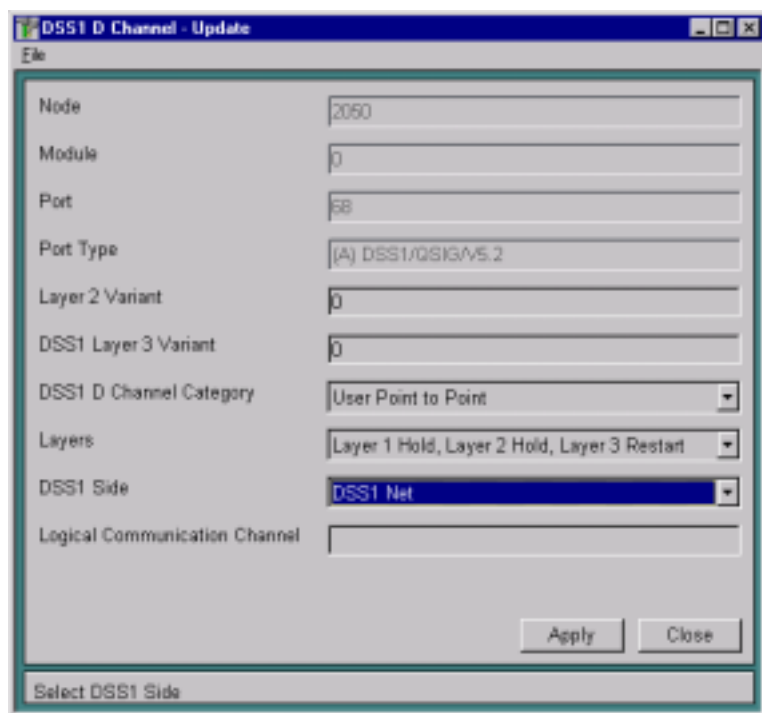 DSS1 D Channel - Update
File
Node 2050
Module 0
Port 68
Port Type (A) DSS1/QSIG/V5.2
Layer 2 Variant 0
DSS1 Layer 3 Variant 0
DSS1 D Channel Category User Point to Point
Layers Layer 1 Hold, Layer 2 Hold, Layer 3 Restart
DSS1 Side DSS1 Net
Logical Communication Channel
Apply Close
Select DSS1 Side